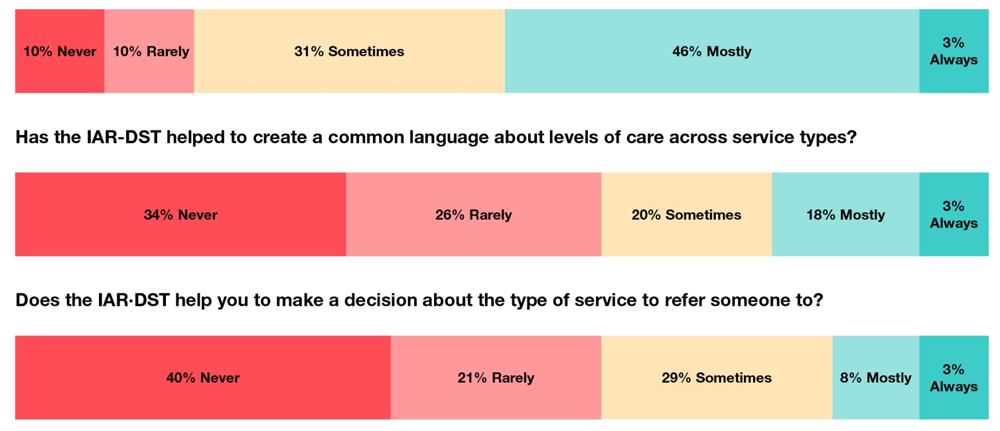 10% Never 10% Rarely 31% Sometimes 46% Mostly 3% Always
Has the IAR-DST helped to create a common language about levels of care across service types?
34% Never 26% Rarely 20% Sometimes 18% Mostly 3% Always
Does the IAR·DST help you to make a decision about the type of service to refer someone to?
40% Never 21% Rarely 29% Sometimes 8% Mostly 3% Always